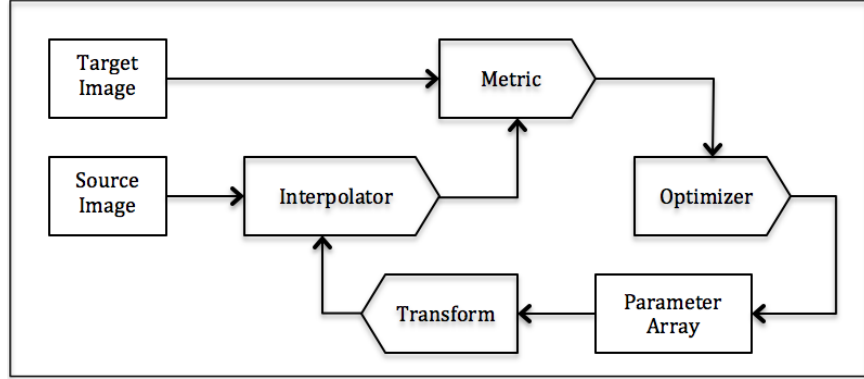 Target
Image
Metric
Source
Image
Interpolator
Optimizer
Transform
Parameter
Array